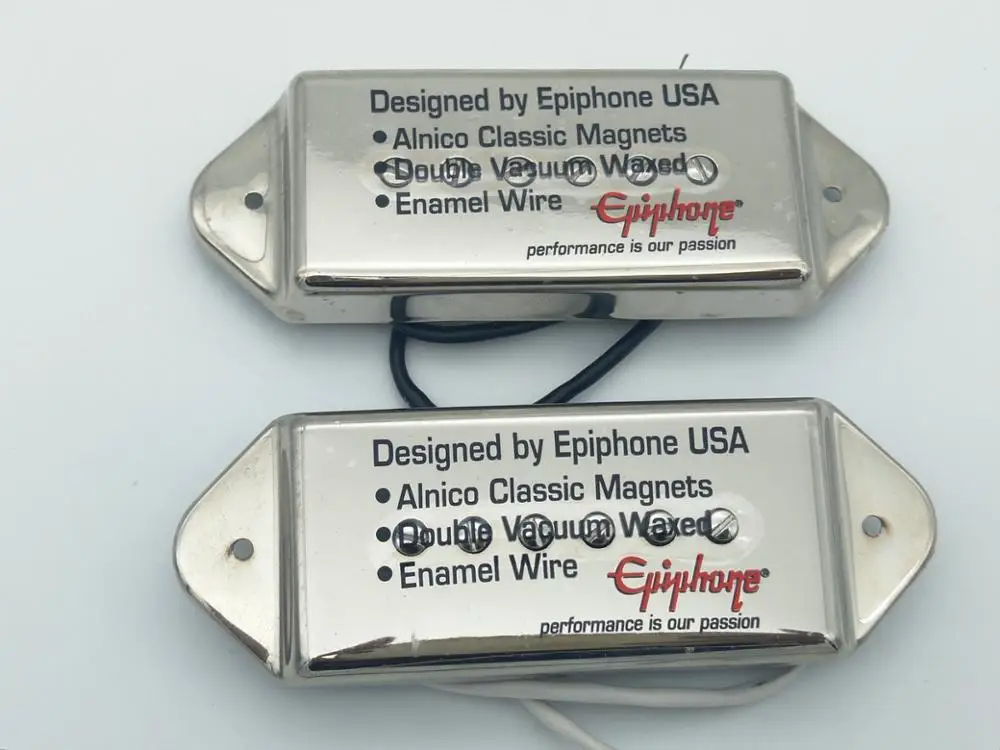 Designed by Epiphone USA
• Alnico Classic Magnets
• Double Vacuum Waxed
• Enamel Wire
Epiphone®
performance is our passion
Designed by Epiphone USA
• Alnico Classic Magnets
• Double Vacuum Waxed
• Enamel Wire
Epiphone®
performance is our passion